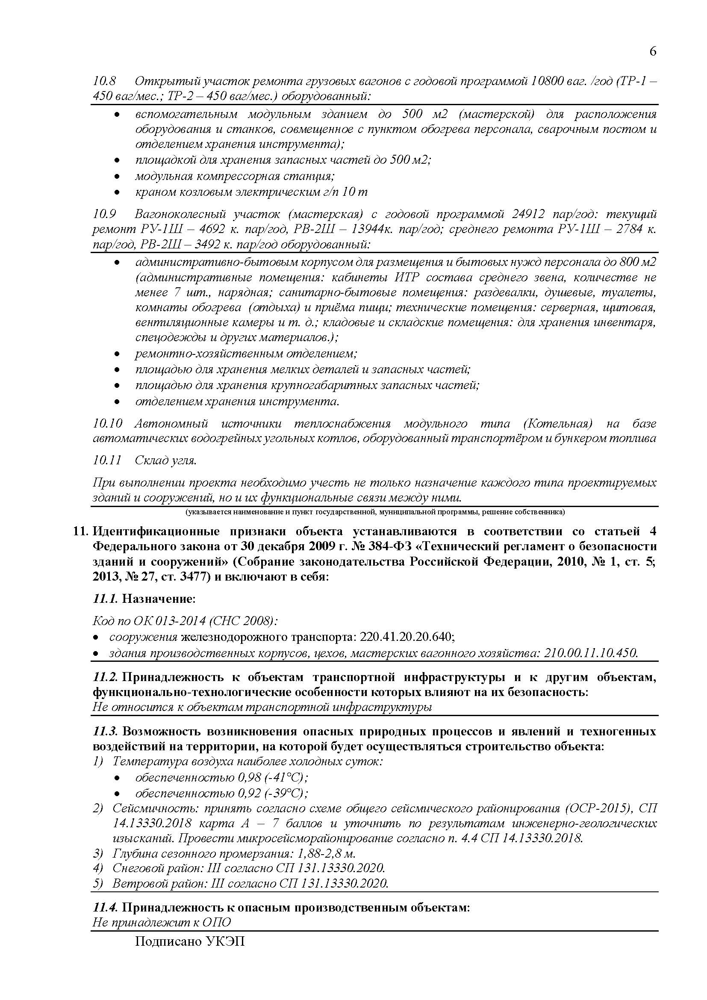 6
10.8 Открытый участок ремонта грузовых вагонов с годовой программой 10800 ваг. /год (ТР-1 –
450 ваг/мес.; ТР-2 – 450 ваг/мес.) оборудованный:
• вспомогательным модульным зданием до 500 м2 (мастерской) для расположения
оборудования и станков, совмещенное с пунктом обогрева персонала, сварочным постом и
отделением хранения инструмента);
• площадкой для хранения запасных частей до 500 м2;
• модульная компрессорная станция;
• краном козловым электрическим г/п 10 т
10.9 Вагоноколесный участок (мастерская) с годовой программой 24912 пар/год: текущий
ремонт РУ-1Ш – 4692 к. пар/год, РВ-2Ш – 13944к. пар/год; среднего ремонта РУ-1Ш – 2784 к.
пар/год, РВ-2Ш – 3492 к. пар/год оборудованный:
• административно-бытовым корпусом для размещения и бытовых нужд персонала до 800 м2
(административные помещения: кабинеты ИТР состава среднего звена, количестве не
менее 7 шт., нарядная; санитарно-бытовые помещения: раздевалки, душевые, туалеты,
комнаты обогрева (отдыха) и приёма пищи; технические помещения: серверная, щитовая,
вентиляционные камеры и т. д.; кладовые и складские помещения: для хранения инвентаря,
спецодежды и других материалов.);
• ремонтно-хозяйственным отделением;
• площадью для хранения мелких деталей и запасных частей;
• площадью для хранения крупногабаритных запасных частей;
• отделением хранения инструмента.
10.10 Автономный источники теплоснабжения модульного типа (Котельная) на базе
автоматических водогрейных угольных котлов, оборудованный транспортёром и бункером топлива
10.11 Склад угля.
При выполнении проекта необходимо учесть не только назначение каждого типа проектируемых
зданий и сооружений, но и их функциональные связи между ними.
(указывается наименование и пункт государственной, муниципальной программы, решение собственника)
11. Идентификационные признаки объекта устанавливаются в соответствии со статьей 4
Федерального закона от 30 декабря 2009 г. № 384-ФЗ «Технический регламент о безопасности
зданий и сооружений» (Собрание законодательства Российской Федерации, 2010, № 1, ст. 5;
2013, № 27, ст. 3477) и включают в себя:
11.1. Назначение:
Код по ОК 013-2014 (СНС 2008):
• сооружения железнодорожного транспорта: 220.41.20.20.640;
• здания производственных корпусов, цехов, мастерских вагонного хозяйства: 210.00.11.10.450.
11.2. Принадлежность к объектам транспортной инфраструктуры и к другим объектам,
функционально-технологические особенности которых влияют на их безопасность:
Не относится к объектам транспортной инфраструктуры
11.3. Возможность возникновения опасных природных процессов и явлений и техногенных
воздействий на территории, на которой будет осуществляться строительство объекта:
1) Температура воздуха наиболее холодных суток:
• обеспеченностью 0,98 (-41°С);
• обеспеченностью 0,92 (-39°С);
2) Сейсмичность: принять согласно схеме общего сейсмического районирования (ОСР-2015), СП
14.13330.2018 карта А – 7 баллов и уточнить по результатам инженерно-геологических
изысканий. Провести микросейсморайонирование согласно п. 4.4 СП 14.13330.2018.
3) Глубина сезонного промерзания: 1,88-2,8 м.
4) Снеговой район: III согласно СП 131.13330.2020.
5) Ветровой район: III согласно СП 131.13330.2020.
11.4. Принадлежность к опасным производственным объектам:
Не принадлежит к ОПО
Подписано УКЭП